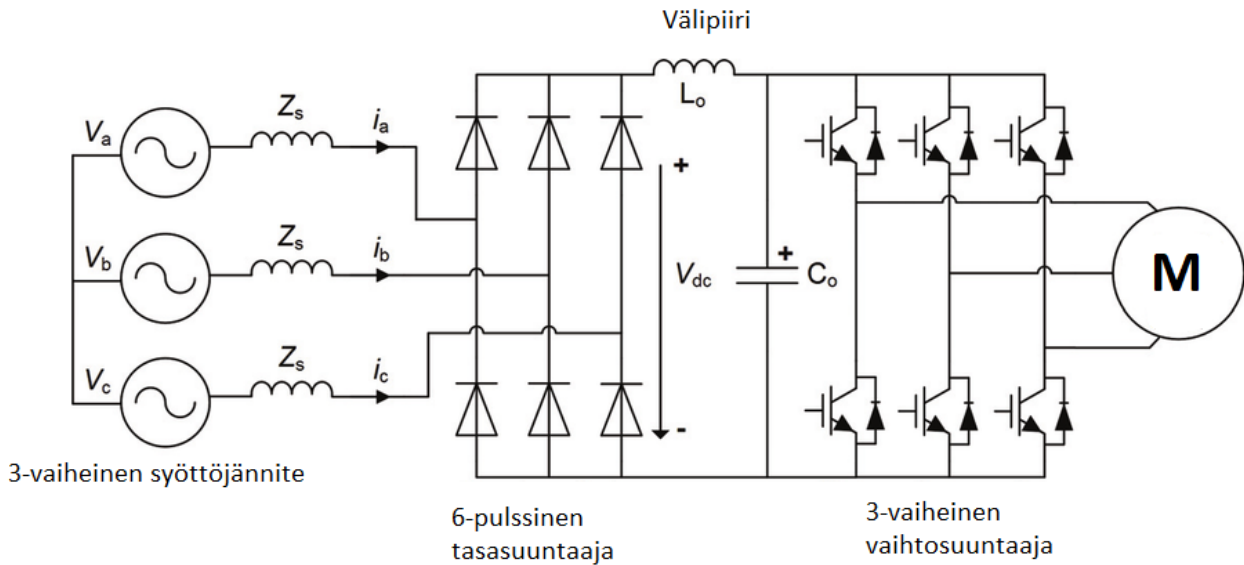 Välipiiri
Lo
Va
Zs
ia
Vb
Zs
ib
Vc
Zs
ic
+
Vdc
-
+
Co
M
3-vaiheinen syöttöjännite
6-pulssinen
tasasuuntaaja
3-vaiheinen
vaihtosuuntaaja